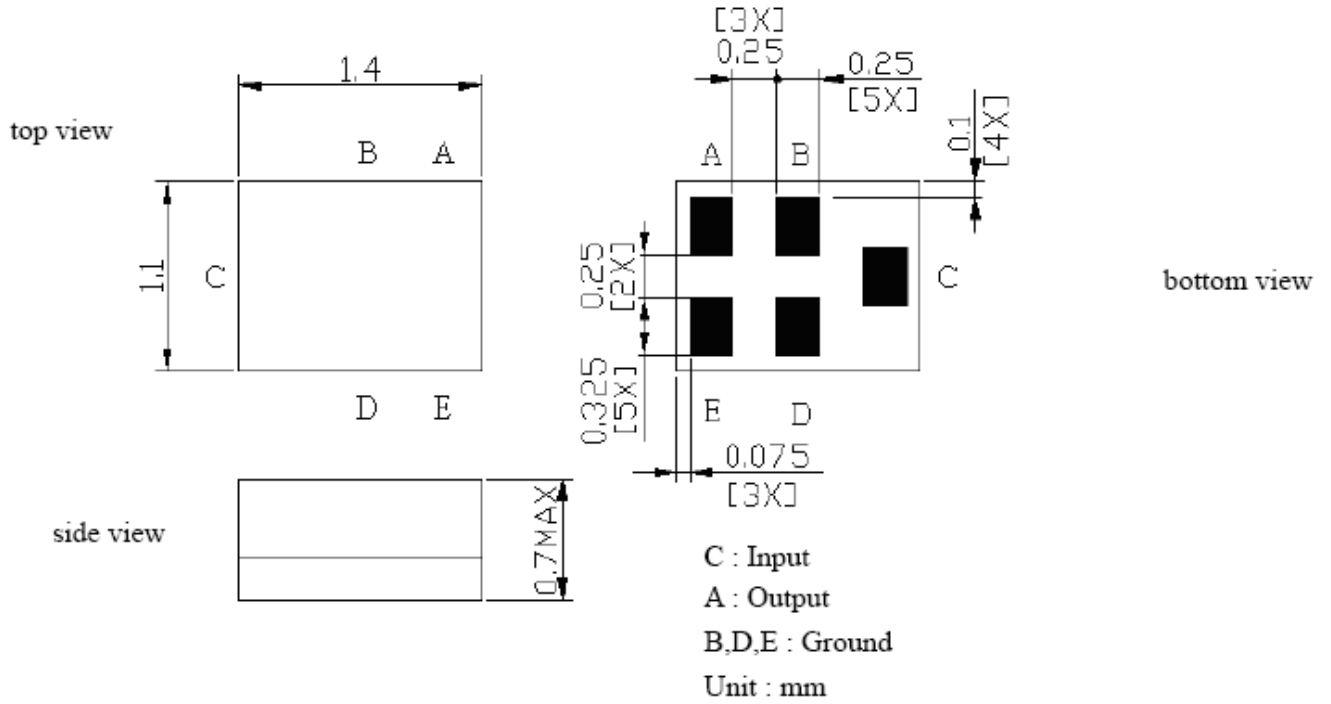 [3X]
0.25
1.4
0.25
[5X]
0.1
[4X]
top view
B A
A B
1.1
C
0.25
[2X]
C
bottom view
D E
0.325
[5X]
E D
0.075
[3X]
side view
0.7MAX
C : Input
A : Output
B,D,E : Ground
Unit : mm